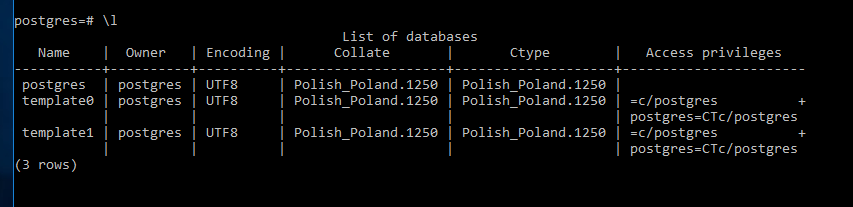 postgres=# \l
                                         List of databases
   Name    |  Owner   | Encoding |      Collate       |       Ctype        |   Access privileges
-----------+----------+----------+--------------------+--------------------+-----------------------
 postgres  | postgres | UTF8     | Polish_Poland.1250 | Polish_Poland.1250 |
 template0 | postgres | UTF8     | Polish_Poland.1250 | Polish_Poland.1250 | =c/postgres          +
           |          |          |                    |                    | postgres=CTc/postgres
 template1 | postgres | UTF8     | Polish_Poland.1250 | Polish_Poland.1250 | =c/postgres          +
           |          |          |                    |                    | postgres=CTc/postgres
(3 rows)